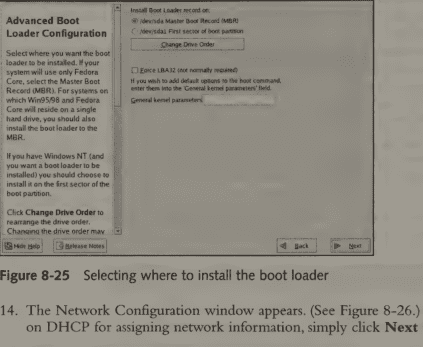 Advanced Boot
Loader Configuration
Select where you want the boot
loader to be installed. If your
system will use only Fedora
Core, select the Master Boot
Record (MBR). For systems on
which Win95/98 and Fedora
Core will reside on a single
hard drive, you should also
install the boot loader to the
MBR.
If you have Windows NT (and
you want a boot loader to be
installed) you should choose to
install it on the first sector of the
boot partition.
Click Change Drive Order to
rearrange the drive order.
Changing the drive order may
Install Boot Loader record on:
/dev/sda Master Boot Record (MBR)
/dev/sda1 First sector of boot partition
Change Drive Order
Force LBA32 (not normally required)
If you wish to add default options to the boot command,
enter them into the 'General kernel parameters' field.
General kernel parameters
Hide Help
Release Notes
Back
Next
Figure 8-25 Selecting where to install the boot loader
14. The Network Configuration window appears. (See Figure 8-26.)
on DHCP for assigning network information, simply click Next